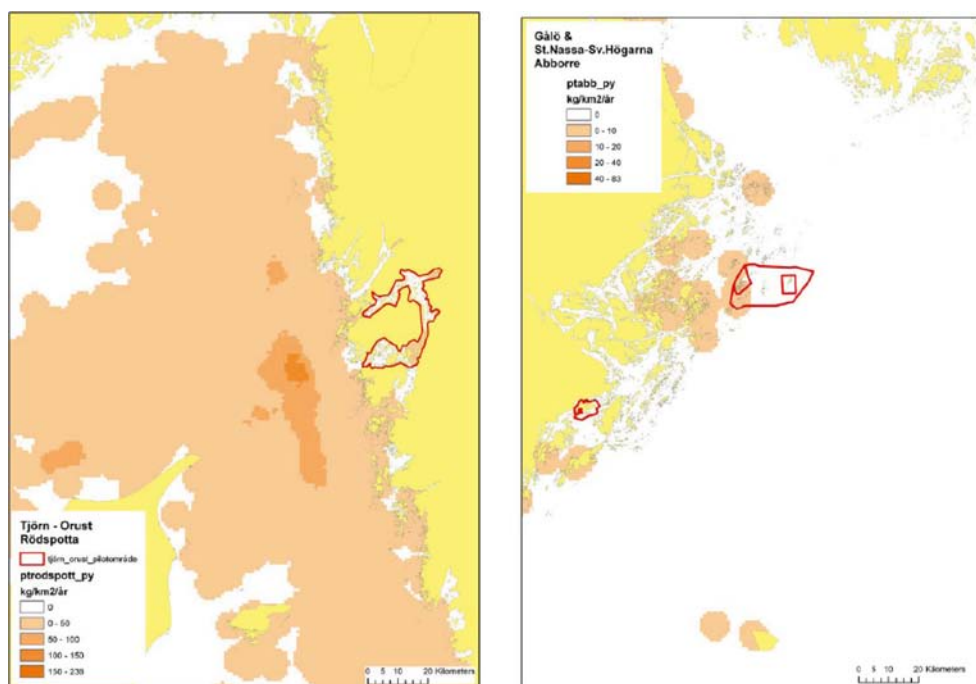 Tjörn - Orust
Rödspotta
tjörn_orust_pilotområde
ptrodspott_py
kg/km2/år
0
0 - 50
50 - 100
100 - 150
150 - 238
0 5 10 20 Kilometers
Gålö &
St.Nassa-Sv.Högarna
Abborre
ptabb_py
kg/km2/år
0
0 - 10
10 - 20
20 - 40
40 - 83
0 5 10 20 Kilometers